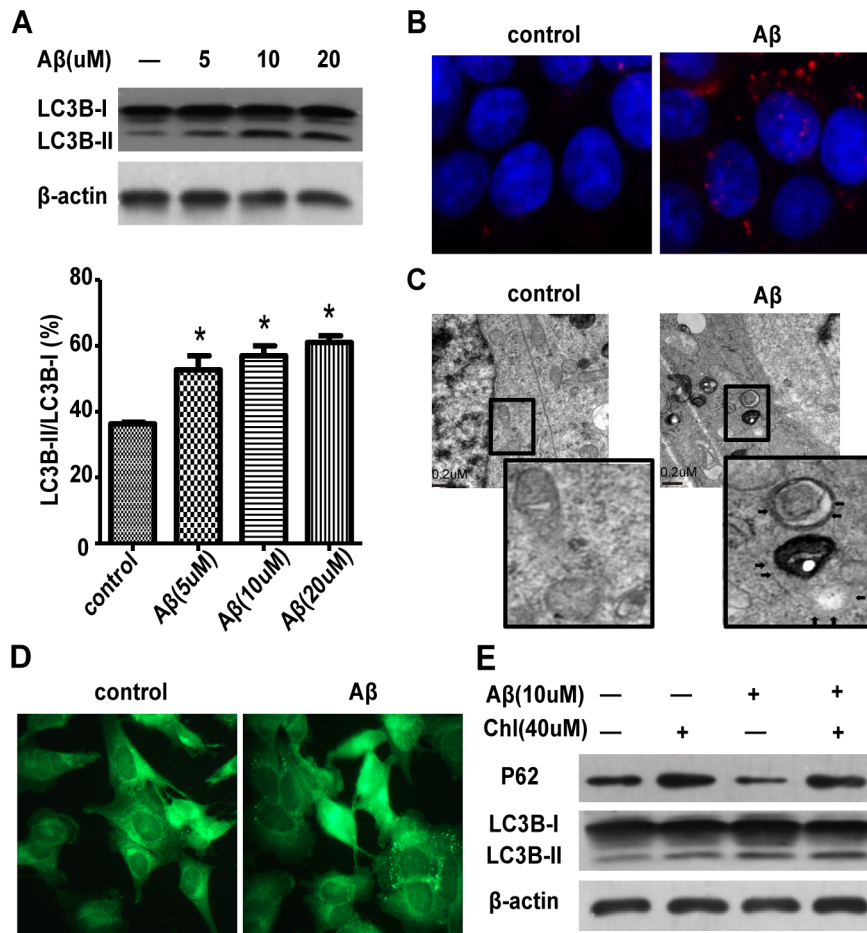 A
Aβ(uM) — 5 10 20
LC3B-I
LC3B-II
β-actin
LC3B-II/LC3B-I (%)
80
60
40
20
0
*
*
*
control
Aβ(5uM)
Aβ(10uM)
Aβ(20uM)
B
control Aβ
C
control Aβ
0.2uM
0.2uM
D
control Aβ
E
Aβ(10uM) — — + +
Chl(40uM) — + — +
P62
LC3B-I
LC3B-II
β-actin